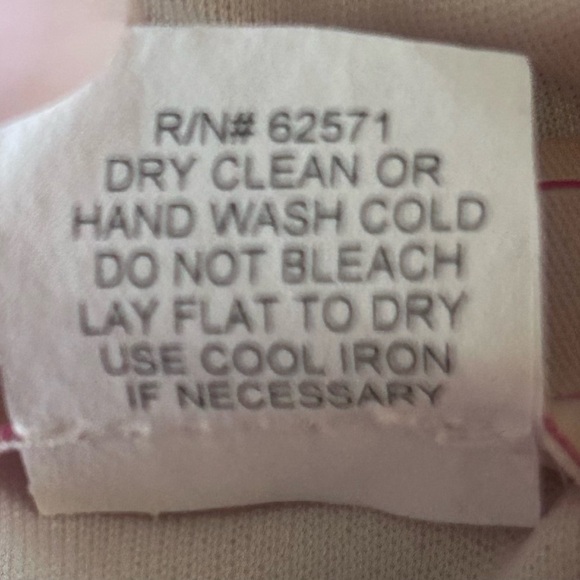 R/N# 62571
DRY CLEAN OR
HAND WASH COLD
DO NOT BLEACH
LAY FLAT TO DRY
USE COOL IRON
IF NECESSARY